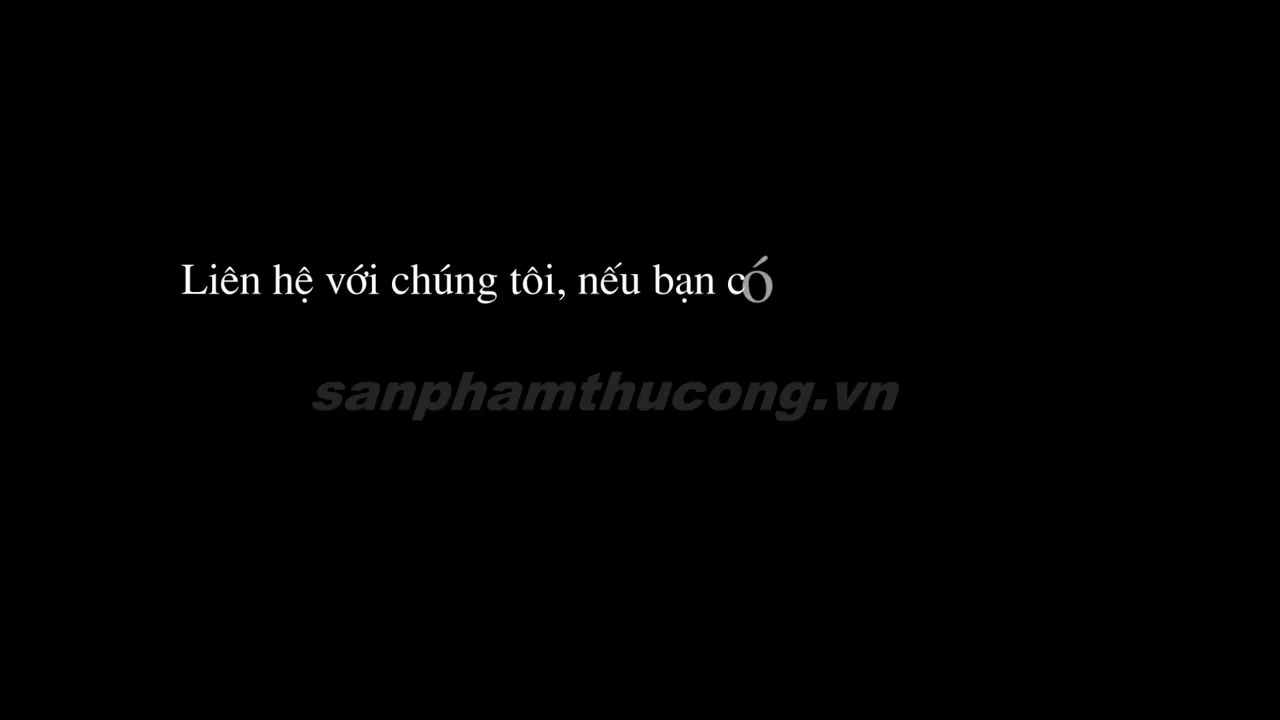 Liên hệ với chúng tôi, nếu bạn có
sanphamthucong.vn